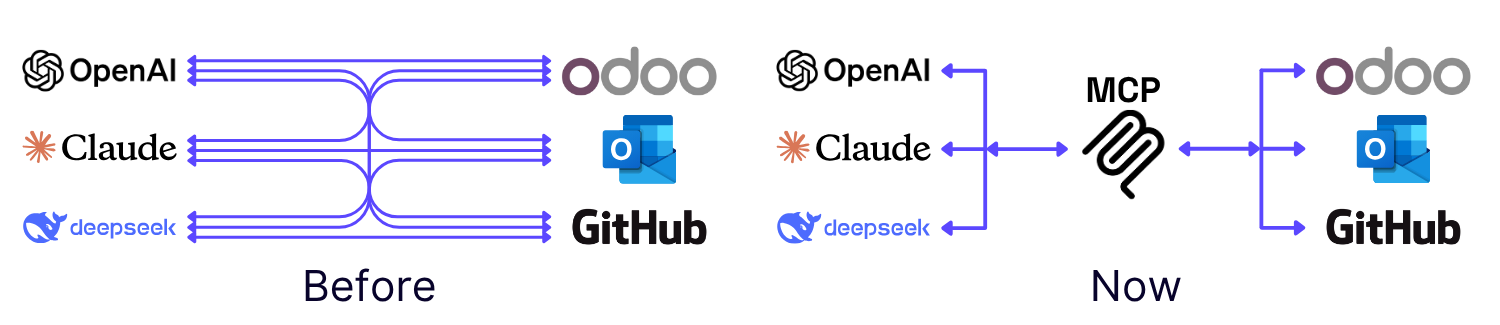 OpenAI
odoo
Claude
O
deepseek
GitHub
Before
OpenAI
MCP
odoo
Claude
O
deepseek
GitHub
Now